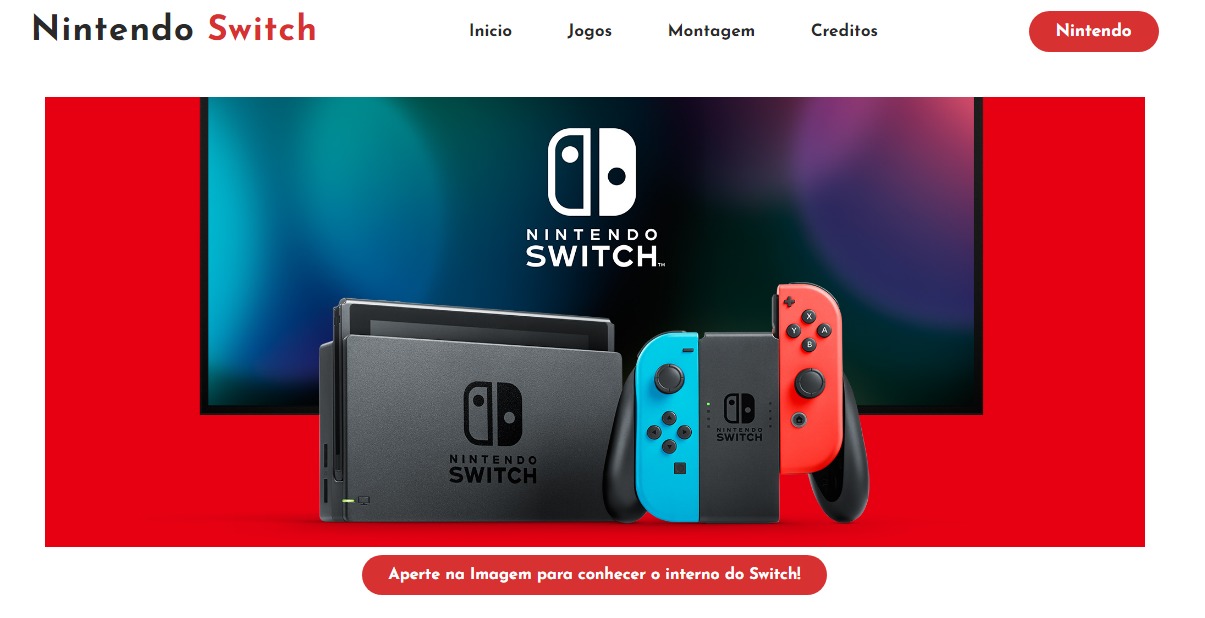 Nintendo Switch
Inicio
Jogos
Montagem
Creditos
Nintendo
NINTENDO
SWITCH™
X
Y
A
B
NINTENDO
SWITCH
NINTENDO
SWITCH
Aperte na Imagem para conhecer o interno do Switch!